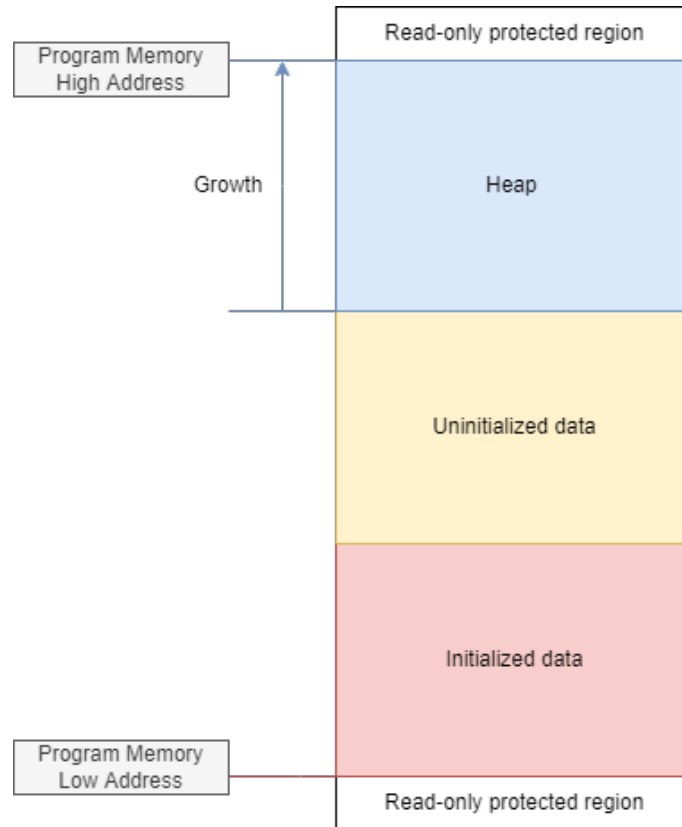 Read-only protected region
Program Memory
High Address
Growth
Heap
Uninitialized data
Initialized data
Program Memory
Low Address
Read-only protected region